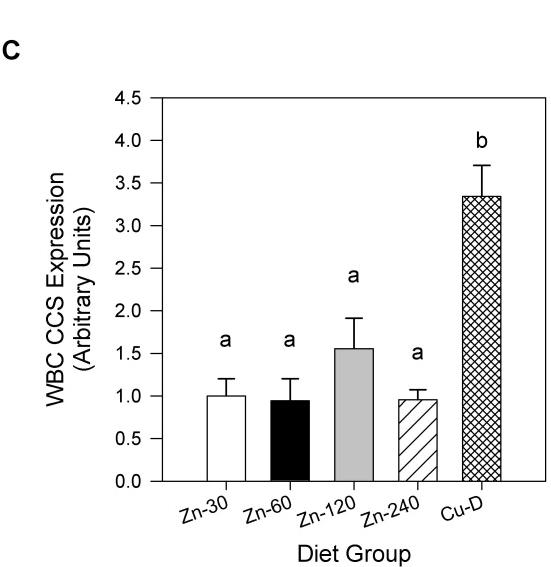 C
4.5
4.0
3.5
3.0
2.5
2.0
1.5
1.0
0.5
0.0
WBC CCS Expression
(Arbitrary Units)
a
a
a
a
b
Zn-30
Zn-60
Zn-120
Zn-240
Cu-D
Diet Group